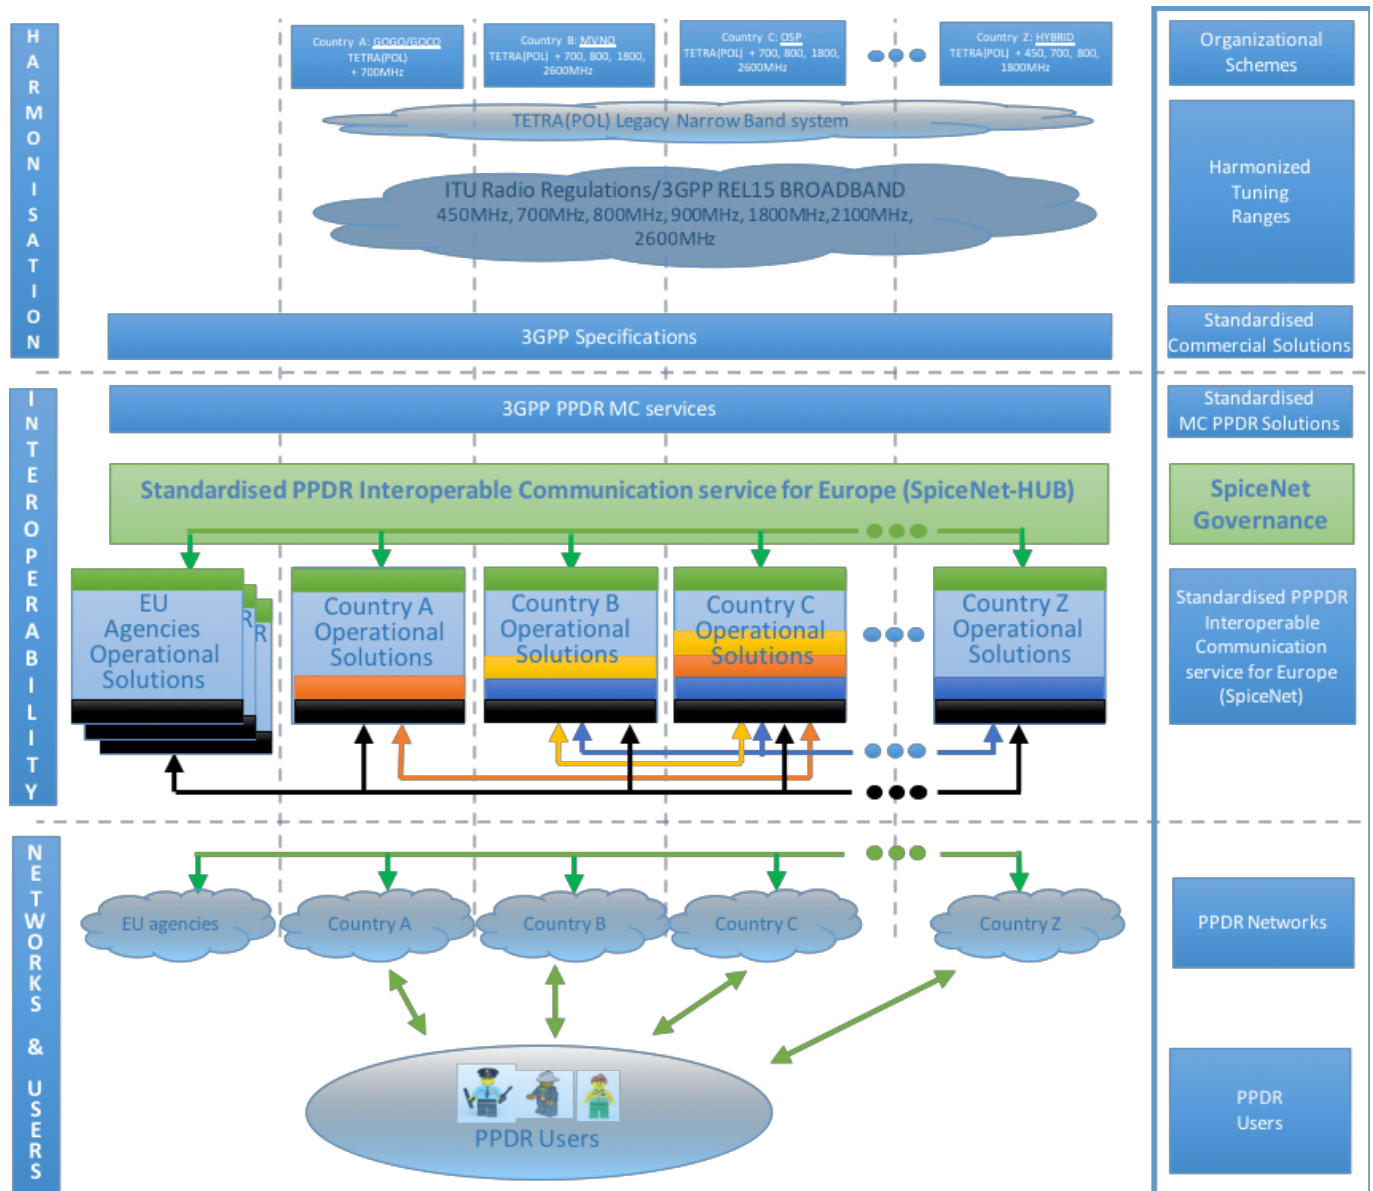 HARMONISATION
Country A: GOGO/GOCO
TETRA(POL)
+ 700MHz
Country B: MVNO
TETRA(POL) + 700, 800, 1800,
2600MHz
Country C: OSP
TETRA(POL) + 700, 800, 1800,
2600MHz
Country Z: HYBRID
TETRA(POL) + 450, 700, 800,
1800MHz
Organizational
Schemes
TETRA(POL) Legacy Narrow Band system
ITU Radio Regulations/3GPP REL15 BROADBAND
450MHz, 700MHz, 800MHz, 900MHz, 1800MHz,2100MHz,
2600MHz
Harmonized
Tuning
Ranges
3GPP Specifications
Standardised
Commercial Solutions
INTEROPERABILITY
3GPP PPDR MC services
Standardised
MC PPDR Solutions
Standardised PPDR Interoperable Communication service for Europe (SpiceNet-HUB)
SpiceNet
Governance
EU
Agencies
Operational
Solutions
R
R
Country A
Operational
Solutions
Country B
Operational
Solutions
Country C
Operational
Solutions
Country Z
Operational
Solutions
Standardised PPPDR
Interoperable
Communication
service for Europe
(SpiceNet)
NETWORKS & USERS
EU agencies
Country A
Country B
Country C
Country Z
PPDR Networks
PPDR Users
PPDR
Users